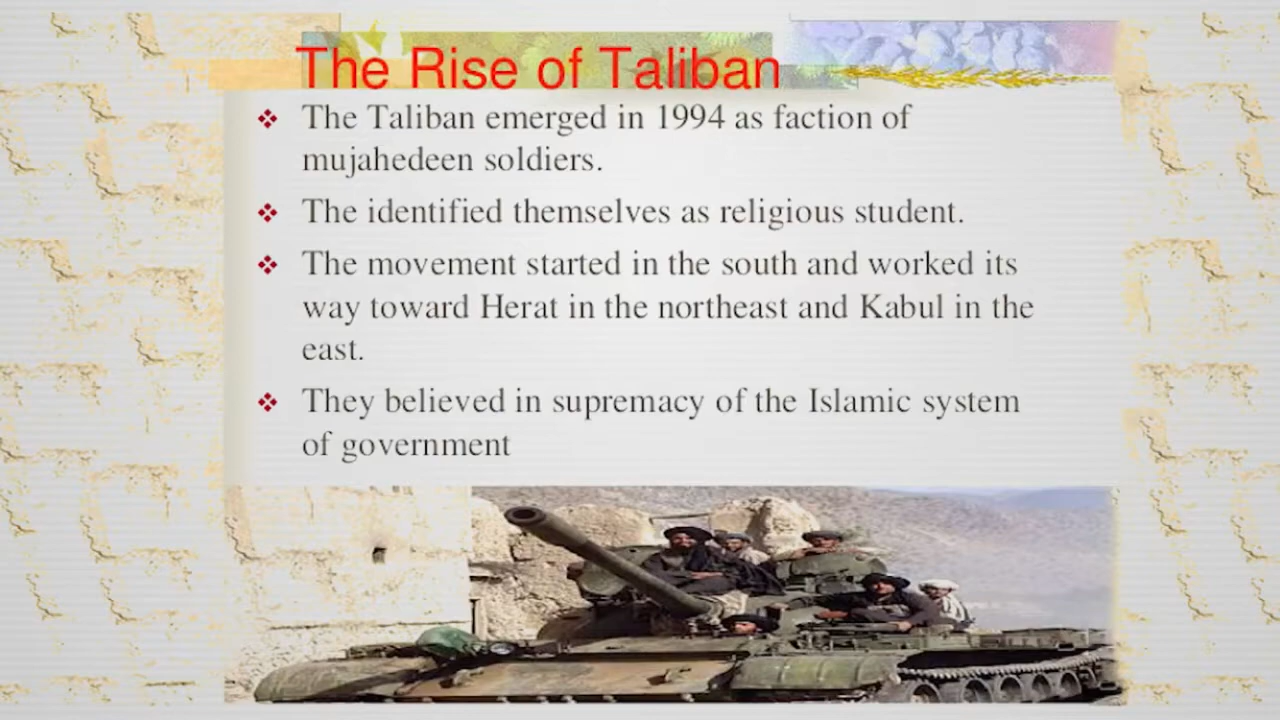 The Rise of Taliban
The Taliban emerged in 1994 as faction of
mujahedeen soldiers.
The identified themselves as religious student.
The movement started in the south and worked its
way toward Herat in the northeast and Kabul in the
east.
They believed in supremacy of the Islamic system
of government